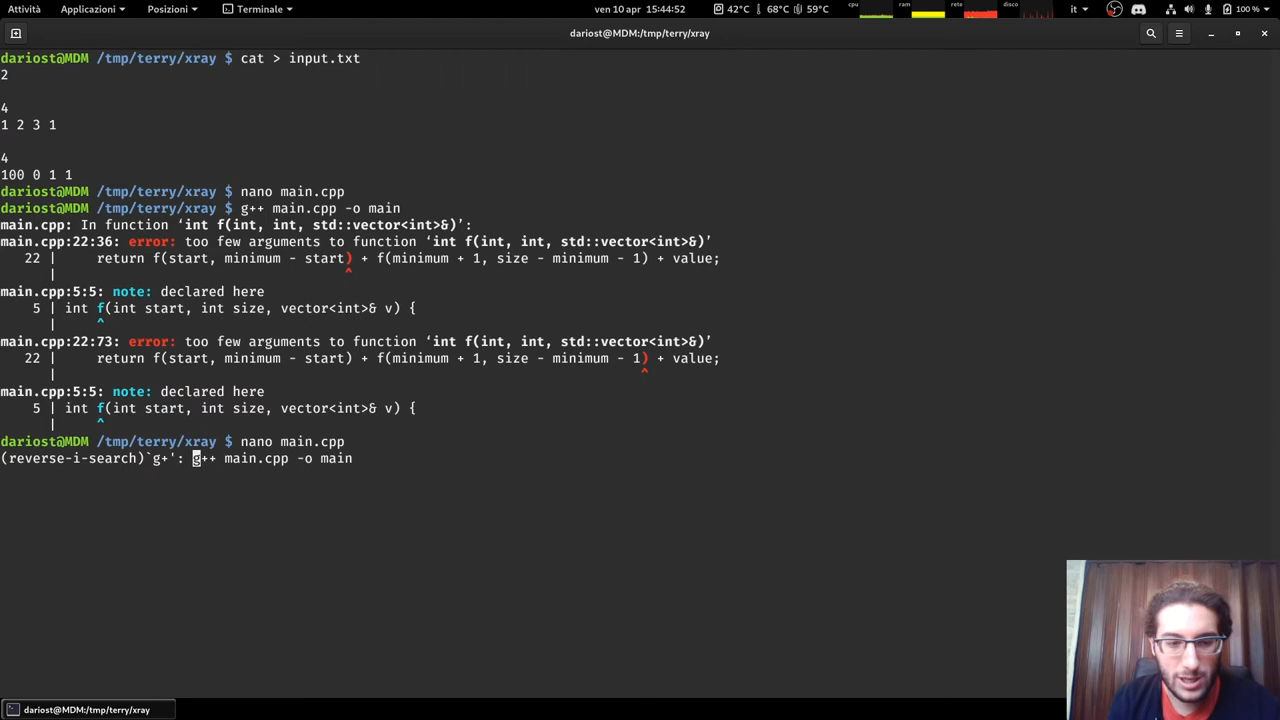 Attività Applicazioni Posizioni Terminale ven 10 apr 15:44:52 42°C 68°C 59°C cpu ram rete disco it 100 %
dariost@MDM:/tmp/terry/xray
dariost@MDM /tmp/terry/xray $ cat > input.txt
2
4
1 2 3 1
4
100 0 1 1
dariost@MDM /tmp/terry/xray $ nano main.cpp
dariost@MDM /tmp/terry/xray $ g++ main.cpp -o main
main.cpp: In function ‘int f(int, int, std::vector<int>&)’:
main.cpp:22:36: error: too few arguments to function ‘int f(int, int, std::vector<int>&)’
22 | return f(start, minimum - start) + f(minimum + 1, size - minimum - 1) + value;
| ^
main.cpp:5:5: note: declared here
5 | int f(int start, int size, vector<int>& v) {
| ^
main.cpp:22:73: error: too few arguments to function ‘int f(int, int, std::vector<int>&)’
22 | return f(start, minimum - start) + f(minimum + 1, size - minimum - 1) + value;
| ^
main.cpp:5:5: note: declared here
5 | int f(int start, int size, vector<int>& v) {
| ^
dariost@MDM /tmp/terry/xray $ nano main.cpp
(reverse-i-search)`g+': g++ main.cpp -o main
dariost@MDM:/tmp/terry/xray